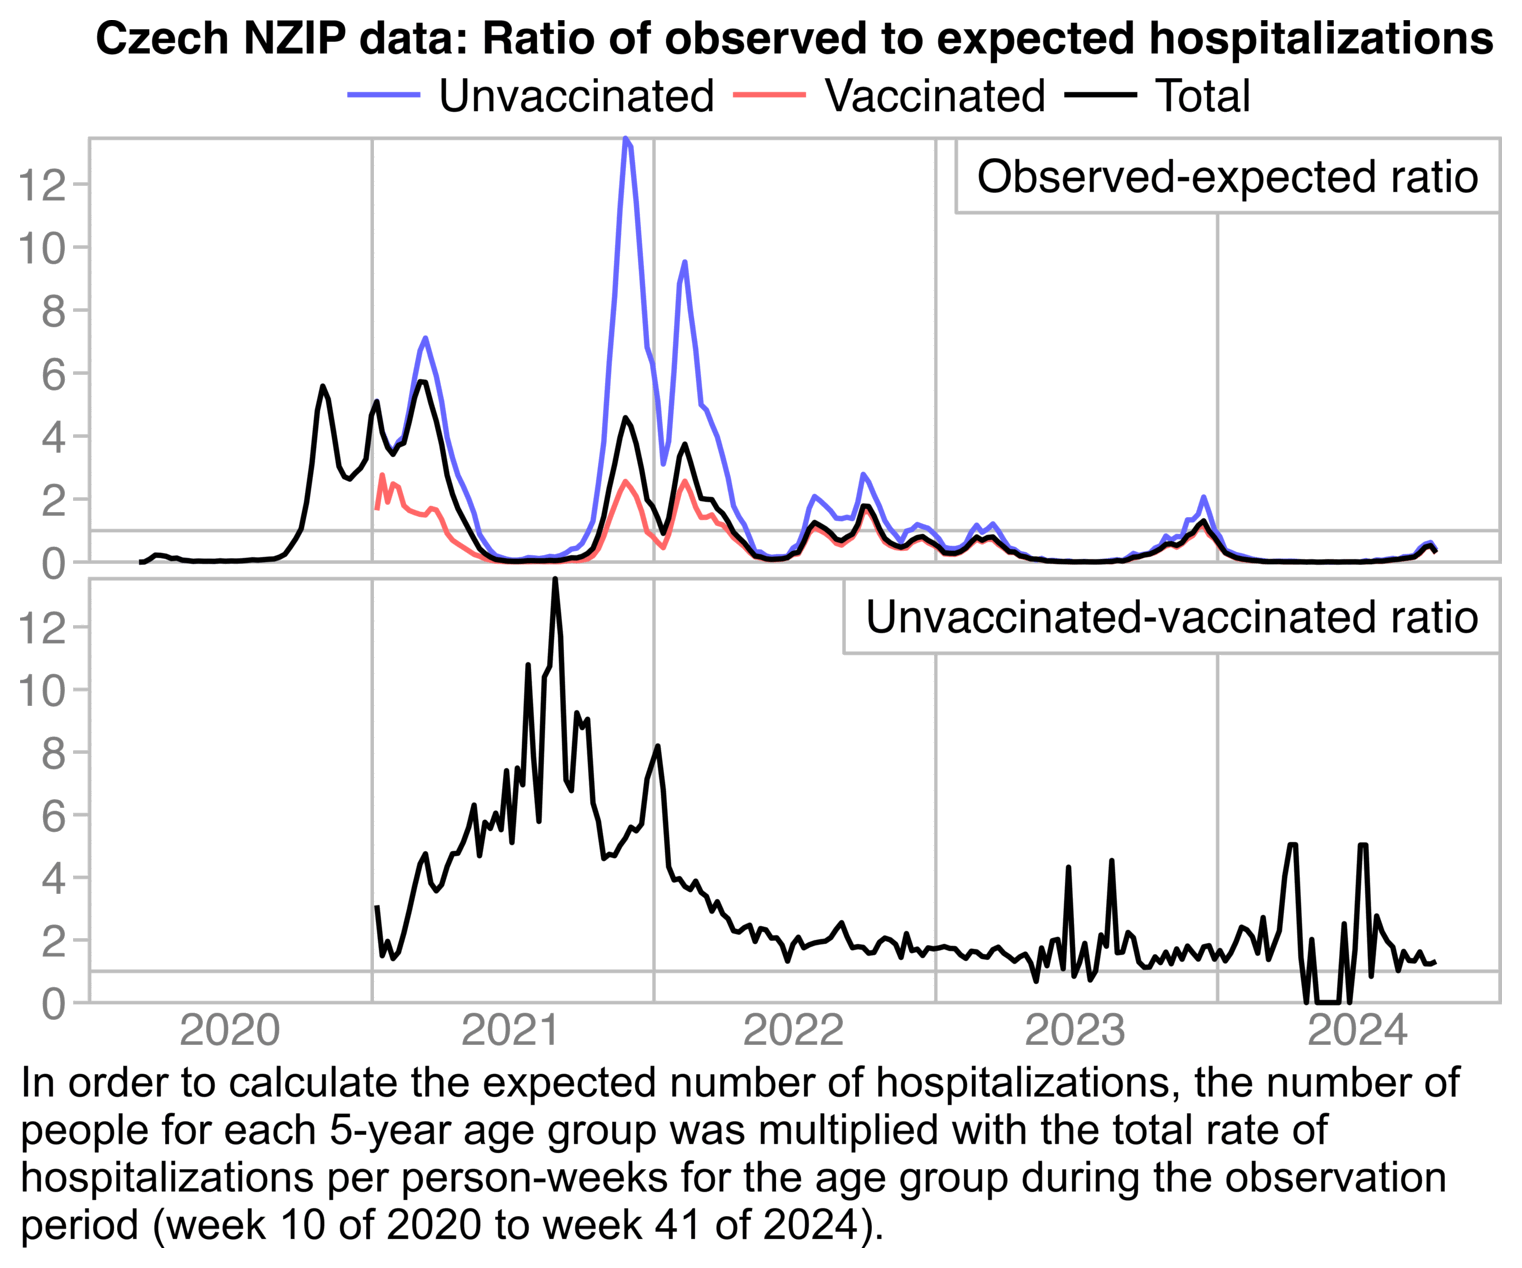 Czech NZIP data: Ratio of observed to expected hospitalizations
Unvaccinated Vaccinated Total
Observed-expected ratio
12
10
8
6
4
2
0
Unvaccinated-vaccinated ratio
12
10
8
6
4
2
0
2020 2021 2022 2023 2024
In order to calculate the expected number of hospitalizations, the number of
people for each 5-year age group was multiplied with the total rate of
hospitalizations per person-weeks for the age group during the observation
period (week 10 of 2020 to week 41 of 2024).